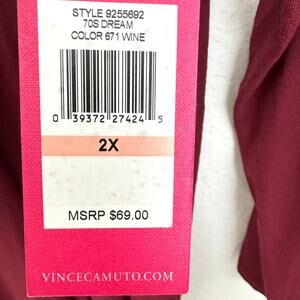 STYLE 9255692
70S DREAM
COLOR 671 WINE
0 39372 27424 5
2X
MSRP $69.00
VINCECAMUTO.COM